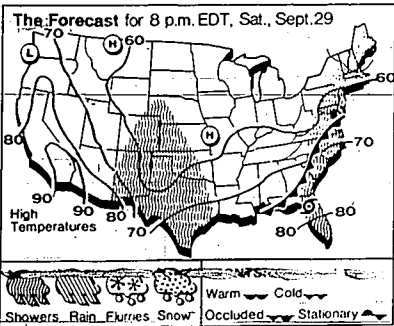 The Forecast for 8 p.m. EDT, Sat., Sept. 29
70
H
60
L
60
80
H
70
90
90
80
70
80
80
High
Temperatures
Showers Rain Flurries Snow
Warm Cold
Occluded Stationary